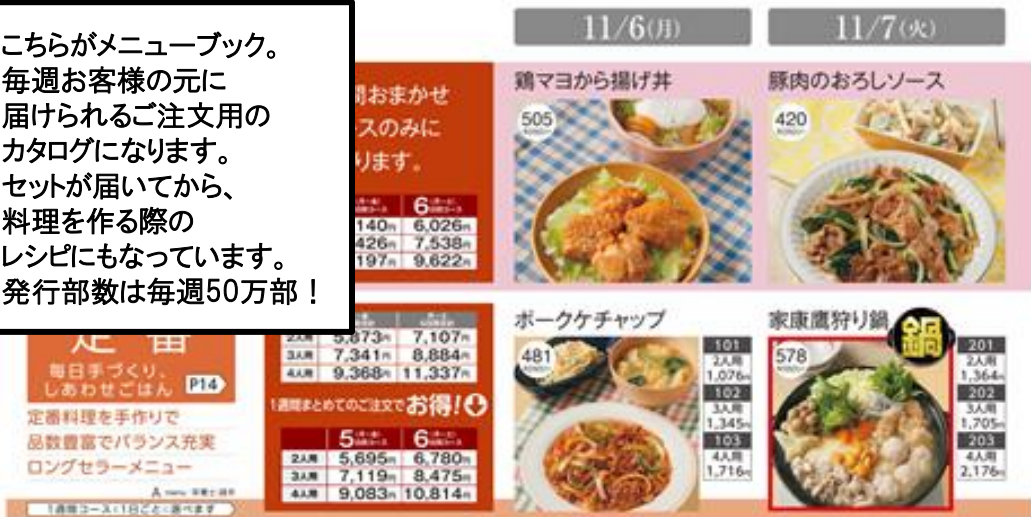 こちらがメニューブック。
毎週お客様の元に
届けられるご注文用の
カタログになります。
セットが届いてから、
料理を作る際の
レシピにもなっています。
発行部数は毎週50万部！
11/6(月)
11/7(火)
おまかせ
スのみに
ります。
6
140円 6,026円
426円 7,538円
197円 9,622円
鶏マヨから揚げ丼
505
豚肉のおろしソース
420
定番
毎日手づくり、
しあわせごはん P14
定番料理を手作りで
品数豊富でバランス充実
ロングセラーメニュー
1週間コース
1日ごと
選べます
2人用 5,873円 7,107円
3人用 7,341円 8,884円
4人用 9,368円 11,337円
1週間まとめてのご注文でお得!
5 6
2人用 5,695円 6,780円
3人用 7,119円 8,475円
4人用 9,083円 10,814円
ポークケチャップ
481
101
2人用
1,076円
102
3人用
1,345円
103
4人用
1,716円
家康鷹狩り鍋
鍋
578
201
2人用
1,364円
202
3人用
1,705円
203
4人用
2,176円